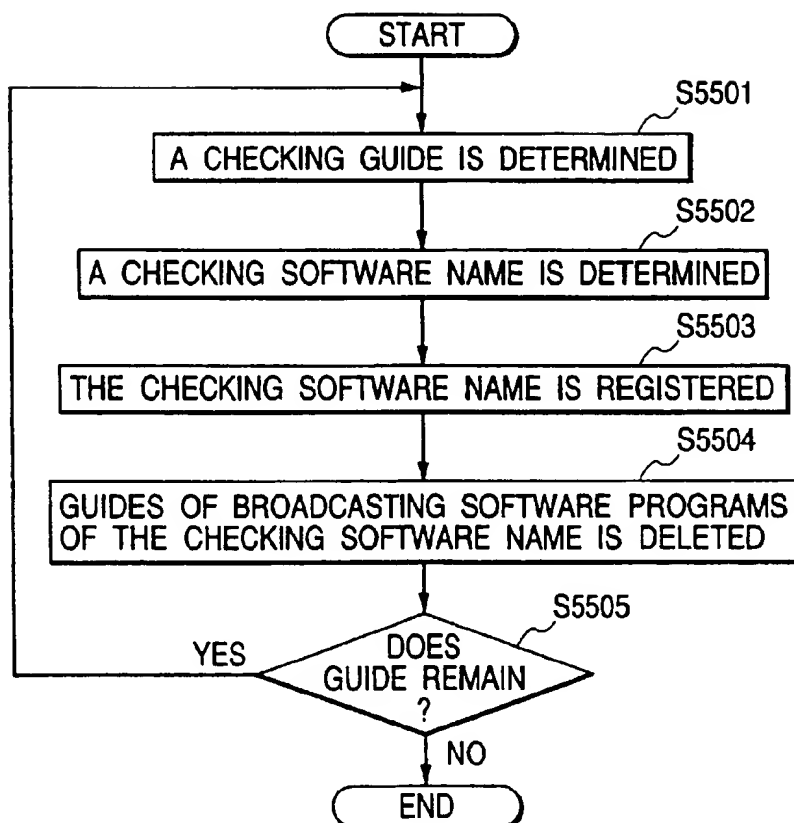 START
S5501
A CHECKING GUIDE IS DETERMINED
S5502
A CHECKING SOFTWARE NAME IS DETERMINED
S5503
THE CHECKING SOFTWARE NAME IS REGISTERED
S5504
GUIDES OF BROADCASTING SOFTWARE PROGRAMS
OF THE CHECKING SOFTWARE NAME IS DELETED
S5505
YES
DOES
GUIDE REMAIN
?
NO
END